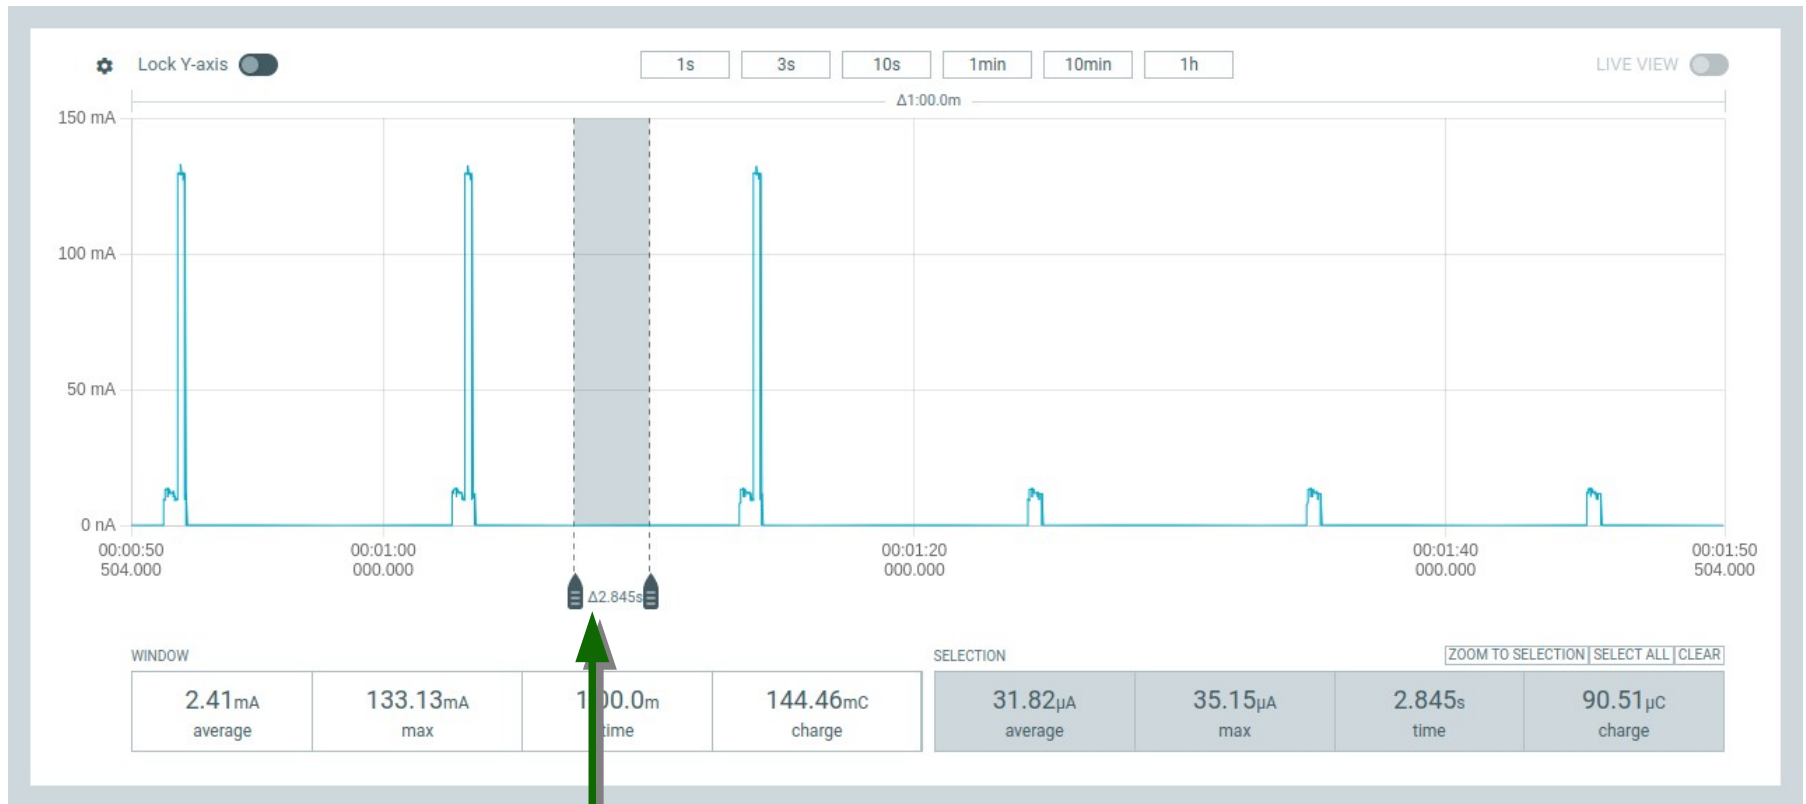 Lock Y-axis 1s 3s 10s 1min 10min 1h LIVE VIEW
Δ1:00.0m
150 mA
100 mA
50 mA
0 nA
00:00:50 00:01:00 00:01:20 00:01:40 00:01:50
504.000 000.000 000.000 000.000 504.000
Δ2.845s
WINDOW SELECTION ZOOM TO SELECTION SELECT ALL CLEAR
2.41mA 133.13mA 00.0m 144.46mC 31.82μA 35.15μA 2.845s 90.51μC
average max time charge average max time charge